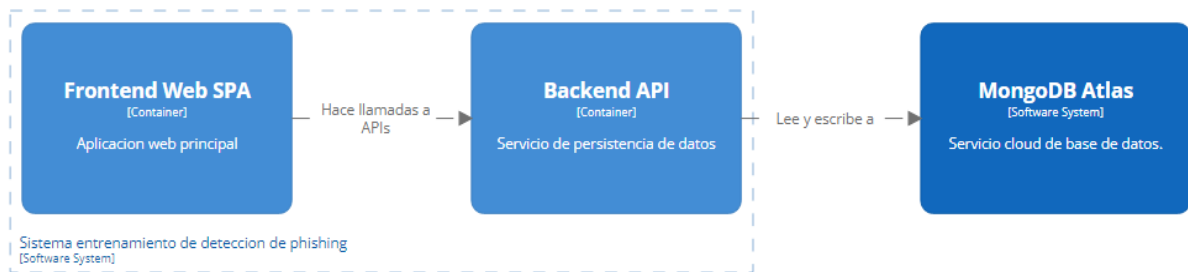 Frontend Web SPA
[Container]
Aplicacion web principal
Hace llamadas a
APIs
Backend API
[Container]
Servicio de persistencia de datos
Lee y escribe a
MongoDB Atlas
[Software System]
Servicio cloud de base de datos.
Sistema entrenamiento de deteccion de phishing
[Software System]